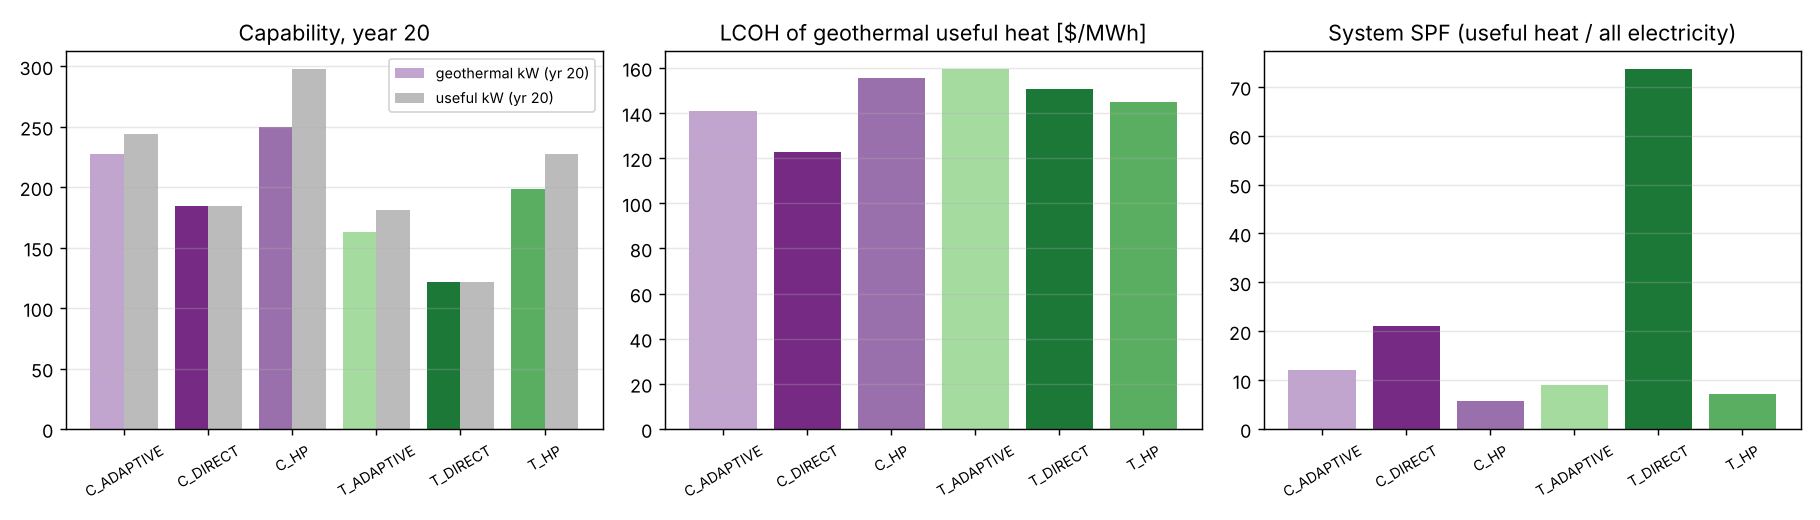 Capability, year 20
300
250
200
150
100
50
0
geothermal kW (yr 20)
useful kW (yr 20)
C_ADAPTIVE
C_DIRECT
C_HP
T_ADAPTIVE
T_DIRECT
T_HP
LCOH of geothermal useful heat [$/MWh]
160
140
120
100
80
60
40
20
0
C_ADAPTIVE
C_DIRECT
C_HP
T_ADAPTIVE
T_DIRECT
T_HP
System SPF (useful heat / all electricity)
70
60
50
40
30
20
10
0
C_ADAPTIVE
C_DIRECT
C_HP
T_ADAPTIVE
T_DIRECT
T_HP